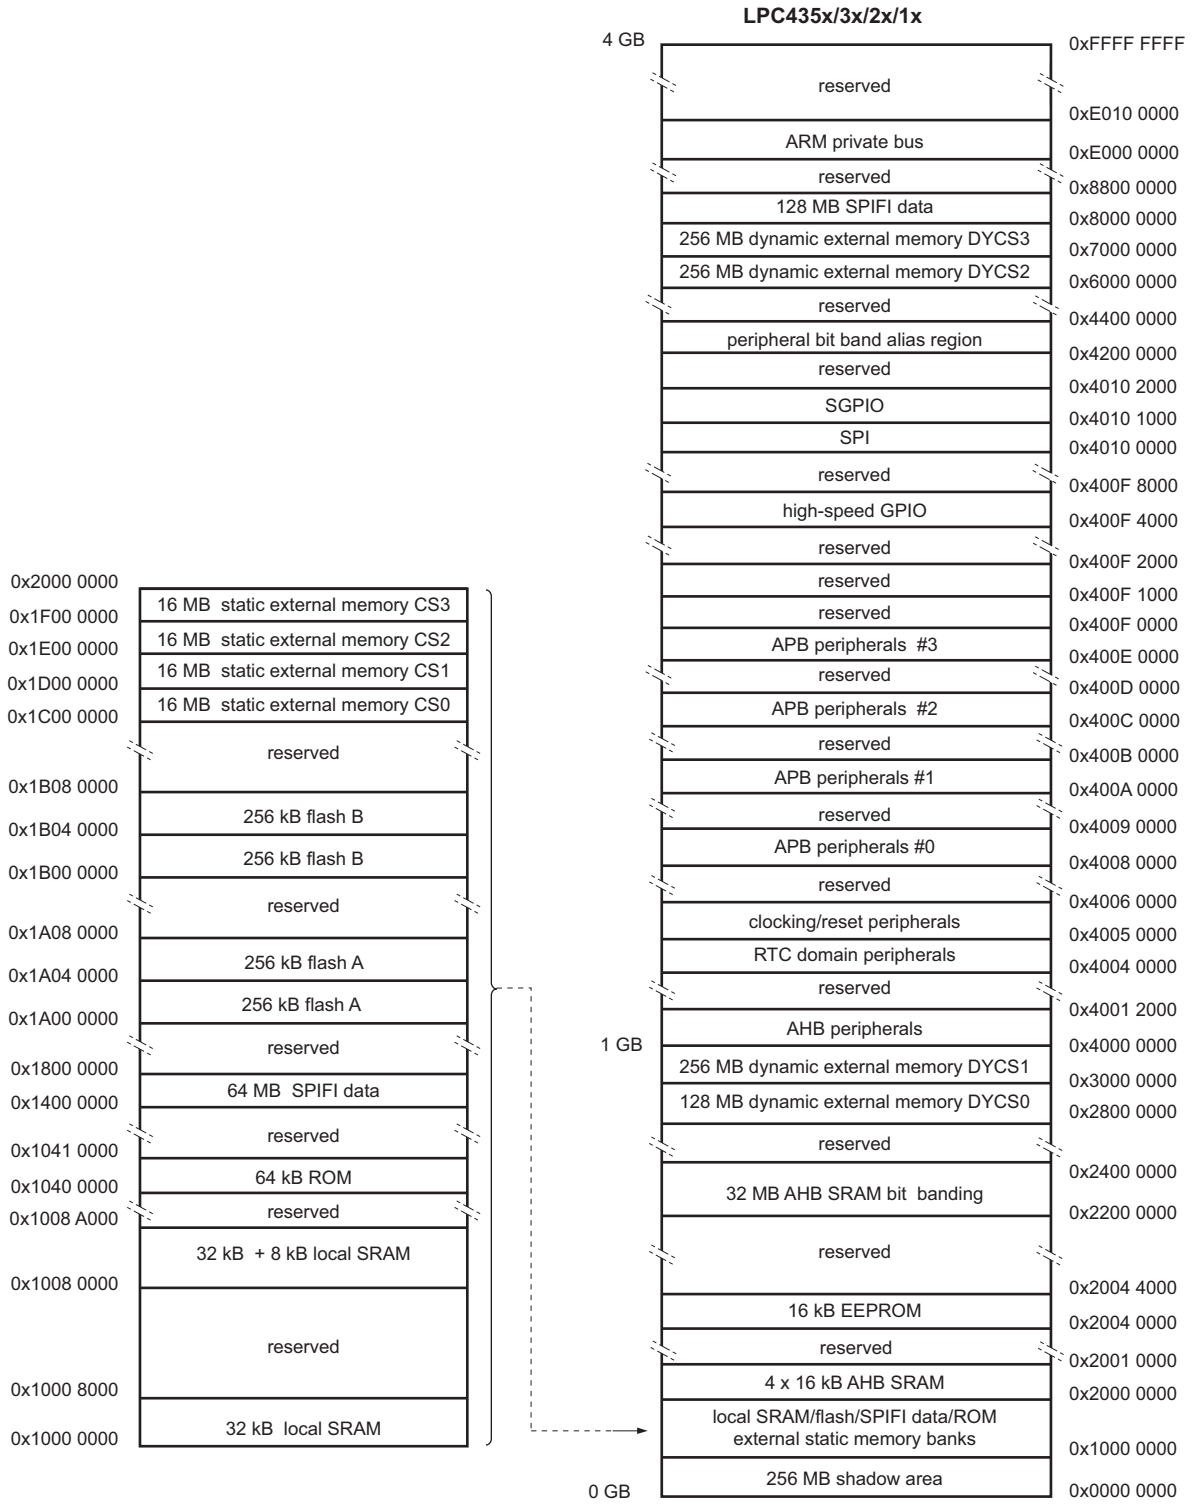 LPC435x/3x/2x/1x
4 GB
0xFFFF FFFF
reserved
0xE010 0000
ARM private bus
0xE000 0000
reserved
0x8800 0000
128 MB SPIFI data
0x8000 0000
256 MB dynamic external memory DYCS3
0x7000 0000
256 MB dynamic external memory DYCS2
0x6000 0000
reserved
0x4400 0000
peripheral bit band alias region
0x4200 0000
reserved
0x4010 2000
SGPIO
0x4010 1000
SPI
0x4010 0000
reserved
0x400F 8000
high-speed GPIO
0x400F 4000
reserved
0x400F 2000
reserved
0x400F 1000
reserved
0x400F 0000
APB peripherals #3
0x400E 0000
reserved
0x400D 0000
APB peripherals #2
0x400C 0000
reserved
0x400B 0000
APB peripherals #1
0x400A 0000
reserved
0x4009 0000
APB peripherals #0
0x4008 0000
reserved
0x4006 0000
clocking/reset peripherals
0x4005 0000
RTC domain peripherals
0x4004 0000
reserved
0x4001 2000
AHB peripherals
1 GB
0x4000 0000
256 MB dynamic external memory DYCS1
0x3000 0000
128 MB dynamic external memory DYCS0
0x2800 0000
reserved
0x2400 0000
32 MB AHB SRAM bit banding
0x2200 0000
reserved
0x2004 4000
16 kB EEPROM
0x2004 0000
reserved
0x2001 0000
4 x 16 kB AHB SRAM
0x2000 0000
local SRAM/flash/SPIFI data/ROM
external static memory banks
0x1000 0000
256 MB shadow area
0 GB
0x0000 0000
0x2000 0000
16 MB static external memory CS3
0x1F00 0000
16 MB static external memory CS2
0x1E00 0000
16 MB static external memory CS1
0x1D00 0000
16 MB static external memory CS0
0x1C00 0000
reserved
0x1B08 0000
256 kB flash B
0x1B04 0000
256 kB flash B
0x1B00 0000
reserved
0x1A08 0000
256 kB flash A
0x1A04 0000
256 kB flash A
0x1A00 0000
reserved
0x1800 0000
64 MB SPIFI data
0x1400 0000
reserved
0x1041 0000
64 kB ROM
0x1040 0000
reserved
0x1008 A000
32 kB + 8 kB local SRAM
0x1008 0000
reserved
0x1000 8000
32 kB local SRAM
0x1000 0000